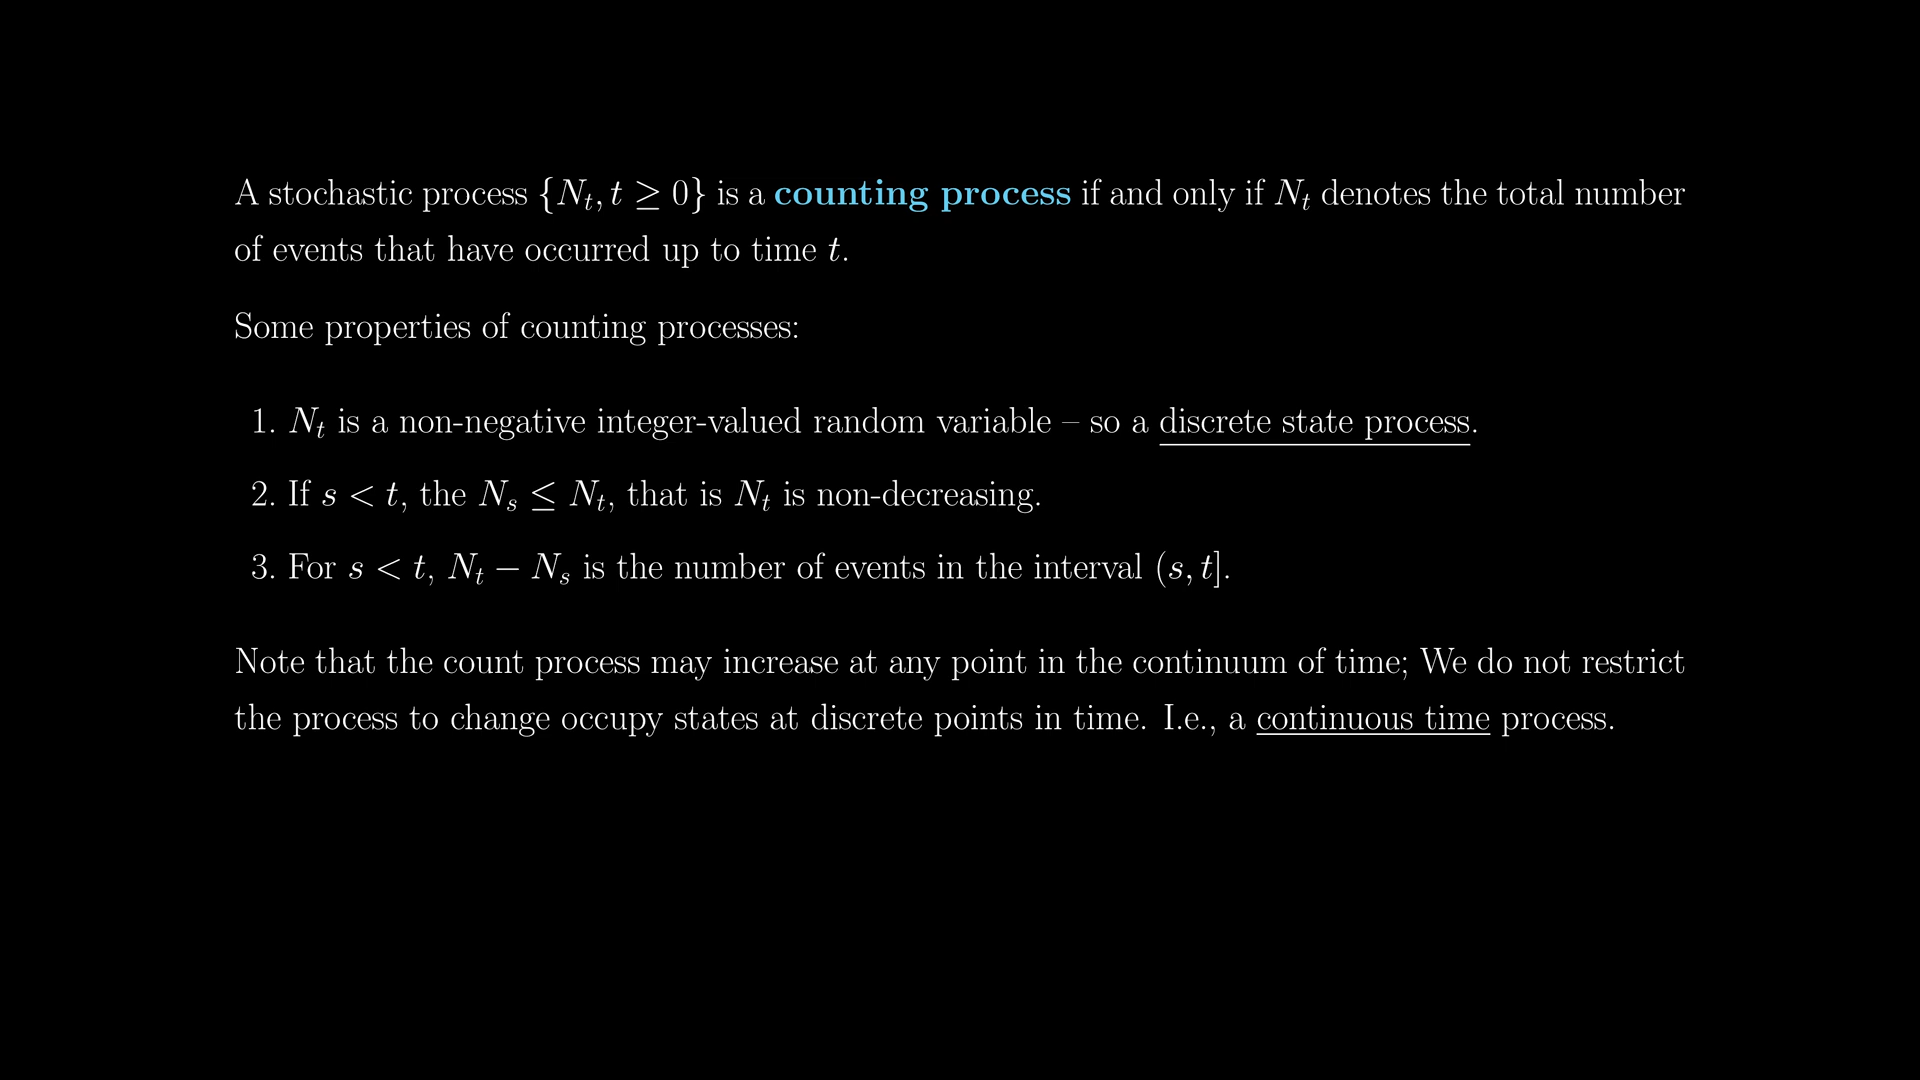 A stochastic process {N_t, t ≥ 0} is a counting process if and only if N_t denotes the total number
of events that have occurred up to time t.
Some properties of counting processes:
1. N_t is a non-negative integer-valued random variable – so a discrete state process.
2. If s < t, the N_s ≤ N_t, that is N_t is non-decreasing.
3. For s < t, N_t − N_s is the number of events in the interval (s, t].
Note that the count process may increase at any point in the continuum of time; We do not restrict
the process to change occupy states at discrete points in time. I.e., a continuous time process.